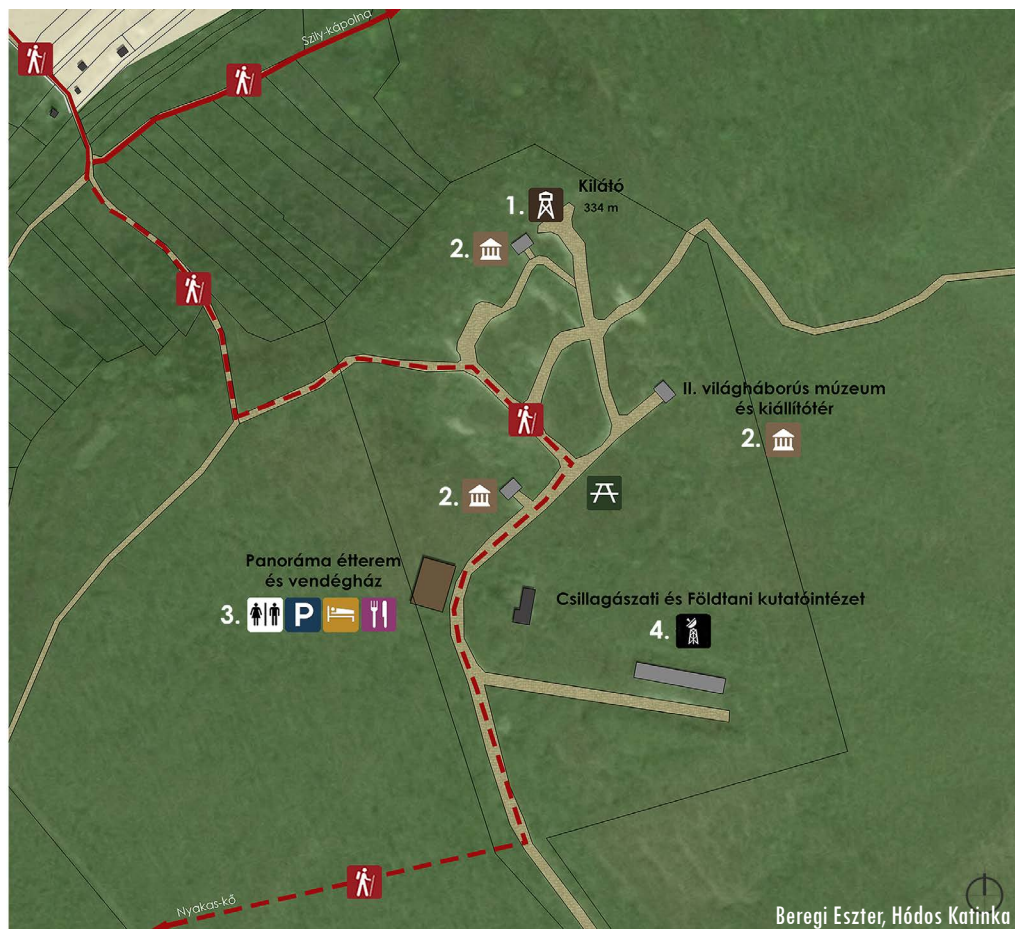 Szily-kápolna
Kilátó
1.
334 m
2.
II. világháborús múzeum
és kiállítótér
2.
2.
Panoráma étterem
és vendégház
3. P
Csillagászati és Földtani kutatóintézet
4.
Nyakas-kő
Beregi Eszter, Hódos Katinka